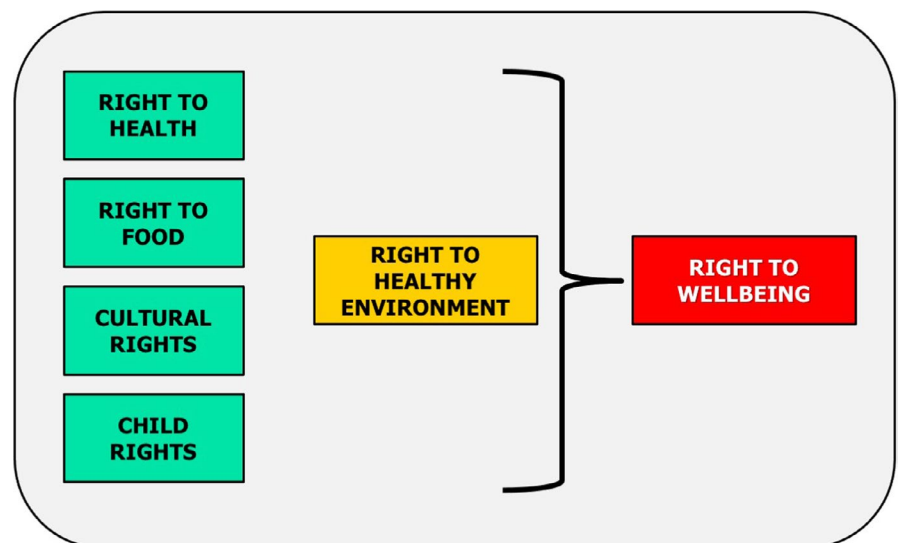 RIGHT TO
HEALTH
RIGHT TO
FOOD
CULTURAL
RIGHTS
CHILD
RIGHTS
RIGHT TO
HEALTHY
ENVIRONMENT
RIGHT TO
WELLBEING